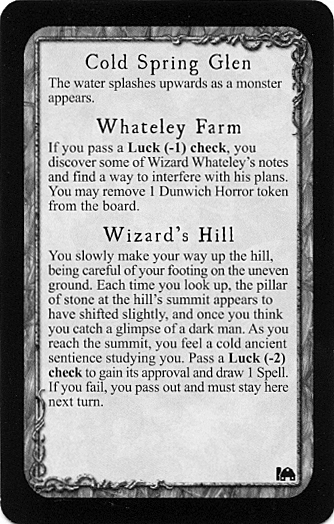 Cold Spring Glen
The water splashes upwards as a monster
appears.
Whateley Farm
If you pass a Luck (-1) check, you
discover some of Wizard Whateley's notes
and find a way to interfere with his plans.
You may remove 1 Dunwich Horror token
from the board.
Wizard's Hill
You slowly make your way up the hill,
being careful of your footing on the uneven
ground. Each time you look up, the pillar
of stone at the hill's summit appears to
have shifted slightly, and once you think
you catch a glimpse of a dark man. As you
reach the summit, you feel a cold ancient
sentience studying you. Pass a Luck (-2)
check to gain its approval and draw 1 Spell.
If you fail, you pass out and must stay here
next turn.